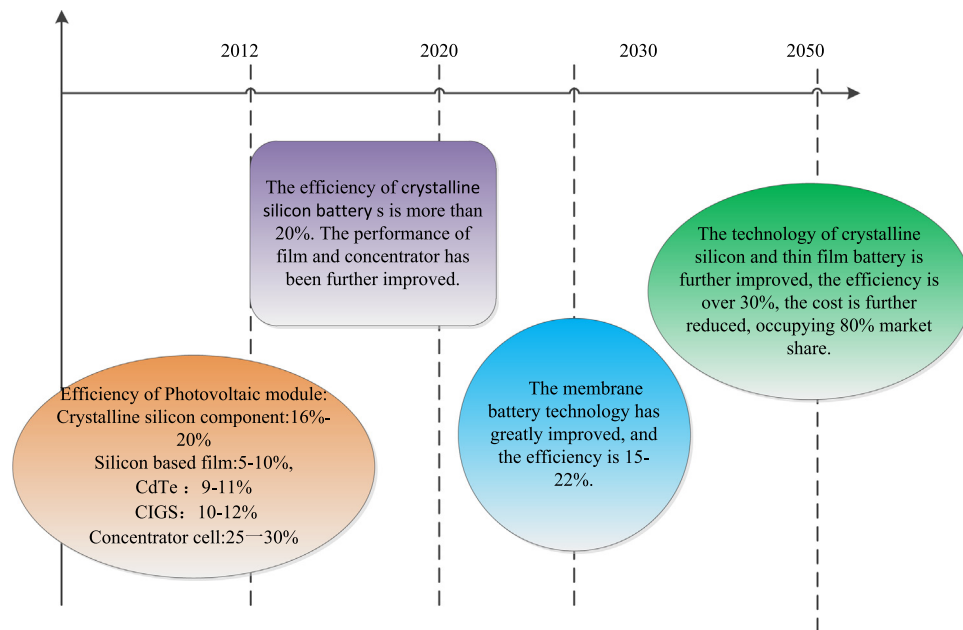 2012
2020
2030
2050
The efficiency of crystalline
silicon battery s is more than
20%. The performance of
film and concentrator has
been further improved.
The technology of crystalline
silicon and thin film battery is
further improved, the efficiency is
over 30%, the cost is further
reduced, occupying 80% market
share.
Efficiency of Photovoltaic module:
Crystalline silicon component:16%-
20%
Silicon based film:5-10%,
CdTe：9-11%
CIGS：10-12%
Concentrator cell:25一30%
The membrane
battery technology has
greatly improved, and
the efficiency is 15-
22%.